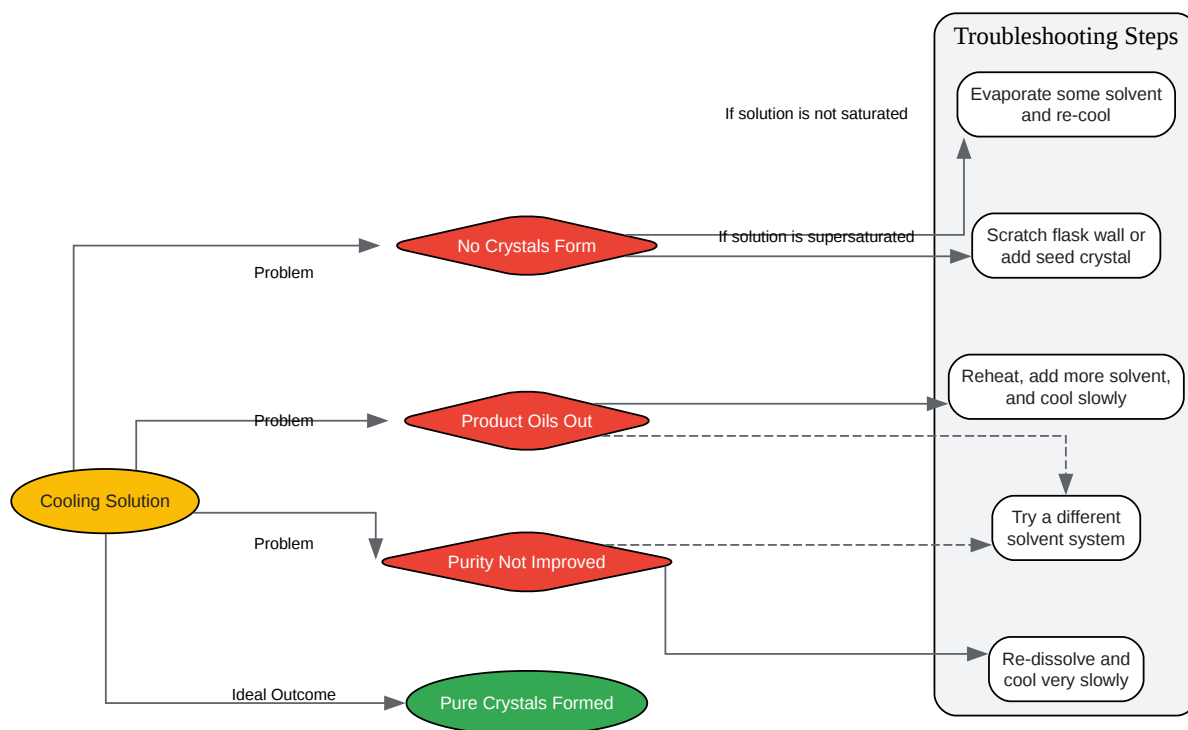 Troubleshooting Steps
Evaporate some solvent
and re-cool
If solution is not saturated
No Crystals Form
If solution is supersaturated
Scratch flask wall or
add seed crystal
Problem
Reheat, add more solvent,
and cool slowly
Problem
Product Oils Out
Cooling Solution
Try a different
solvent system
Problem
Purity Not Improved
Re-dissolve and
cool very slowly
Ideal Outcome
Pure Crystals Formed